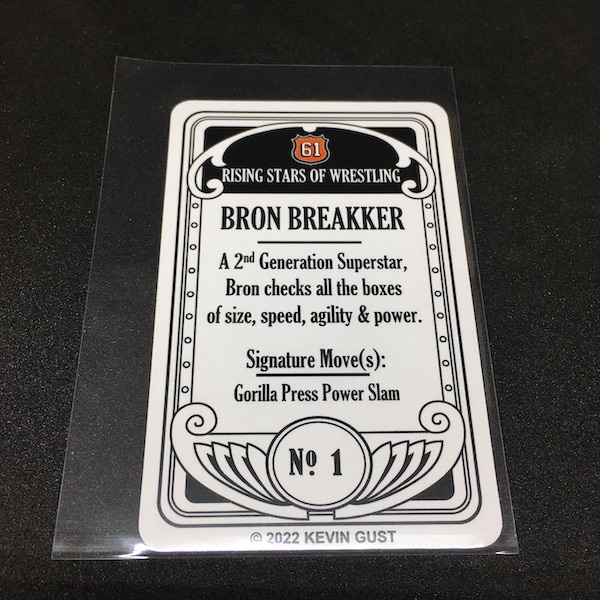 61
RISING STARS OF WRESTLING
BRON BREAKKER
A 2nd Generation Superstar,
Bron checks all the boxes
of size, speed, agility & power.
Signature Move(s):
Gorilla Press Power Slam
Nº 1
© 2022 KEVIN GUST